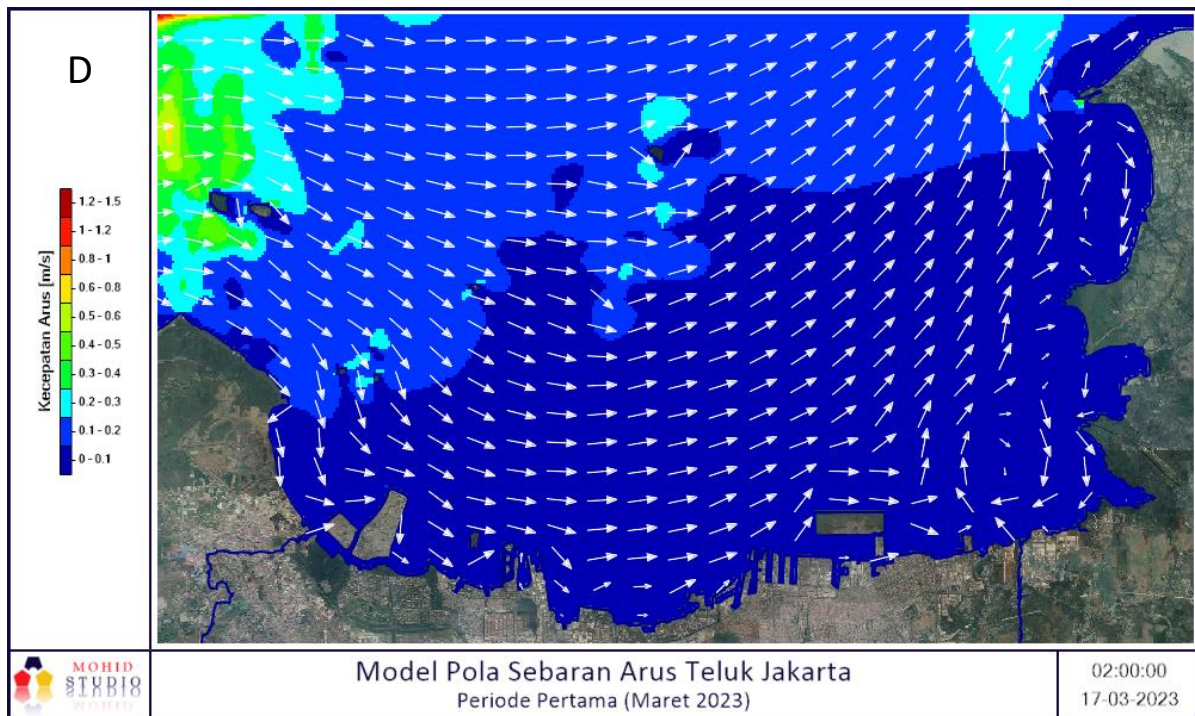 D
Kecepatan Arus [m/s]
1.2 - 1.5
1 - 1.2
0.8 - 1
0.6 - 0.8
0.5 - 0.6
0.4 - 0.5
0.3 - 0.4
0.2 - 0.3
0.1 - 0.2
0 - 0.1
MOHID
STUDIO
Model Pola Sebaran Arus Teluk Jakarta
Periode Pertama (Maret 2023)
02:00:00
17-03-2023